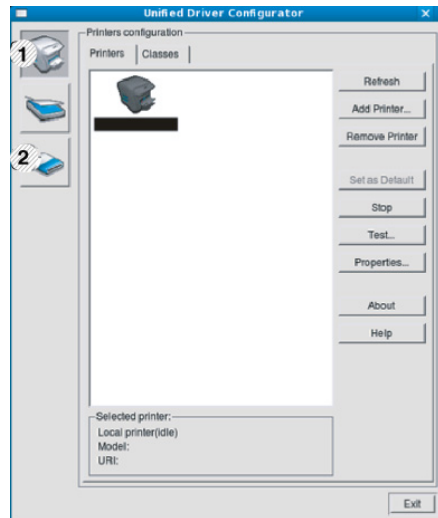 Unified Driver Configurator
Printers configuration
1
Printers
Classes
2
Refresh
Add Printer...
Remove Printer
Set as Default
Stop
Test...
Properties...
About
Help
Selected printer:
Local printer(idle)
Model:
URI:
Exit